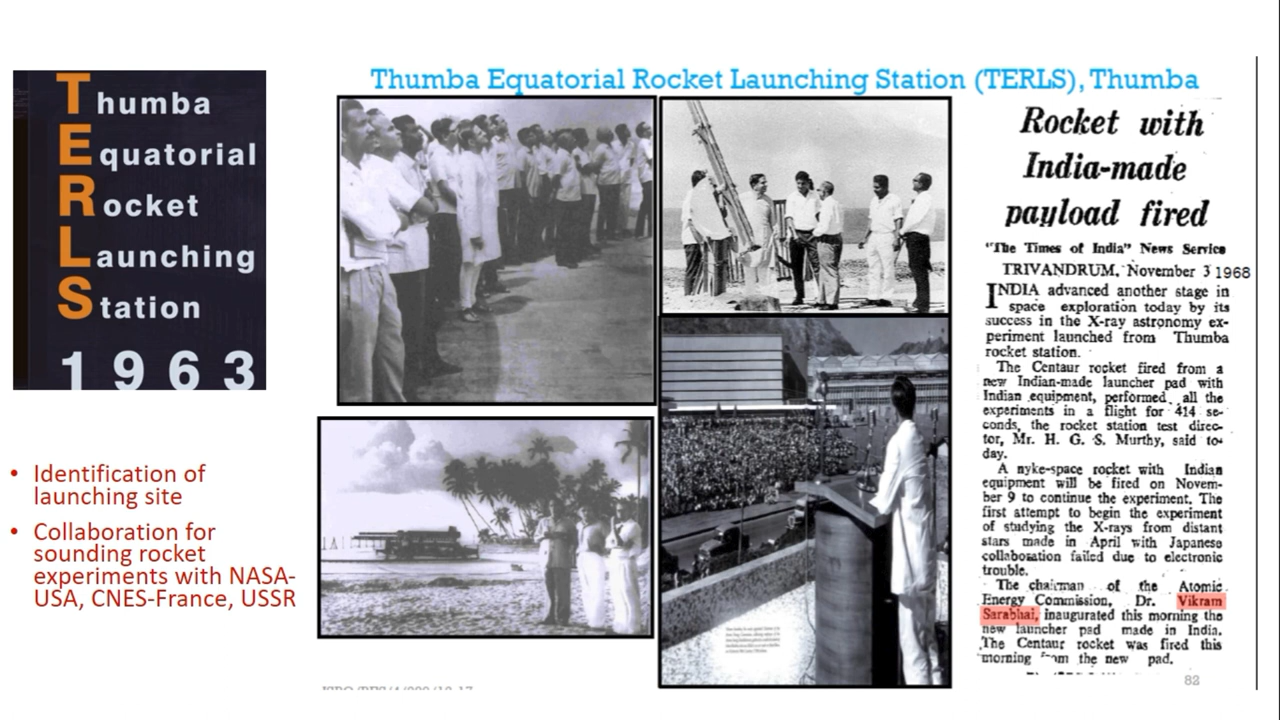 Thumba Equatorial Rocket Launching Station (TERLS), Thumba
Thumba
Equatorial
Rocket
Launching
Station
1963
• Identification of
launching site
• Collaboration for
sounding rocket
experiments with NASA-
USA, CNES-France, USSR
Rocket with
India-made
payload fired
"The Times of India" News Service
TRIVANDRUM, November 3 1968
INDIA advanced another stage in
space exploration today by its
success in the X-ray astronomy ex-
periment launched from Thumba
rocket station.
The Centaur rocket fired from a
new Indian-made launcher pad with
Indian equipment, performed all the
experiments in a flight for 414 se-
conds, the rocket station test direc-
tor, Mr. H. G. S. Murthy, said to-
day.
A nyke-space rocket with Indian
equipment will be fired on Novem-
ber 9 to continue the experiment. The
first attempt to begin the experiment
of studying the X-rays from distant
stars made in April with Japanese
collaboration failed due to electronic
trouble.
The chairman of the Atomic
Energy Commission, Dr. Vikram
Sarabhai, inaugurated this morning the
new launcher pad made in India.
The Centaur rocket was fired this
morning from the new pad.
82